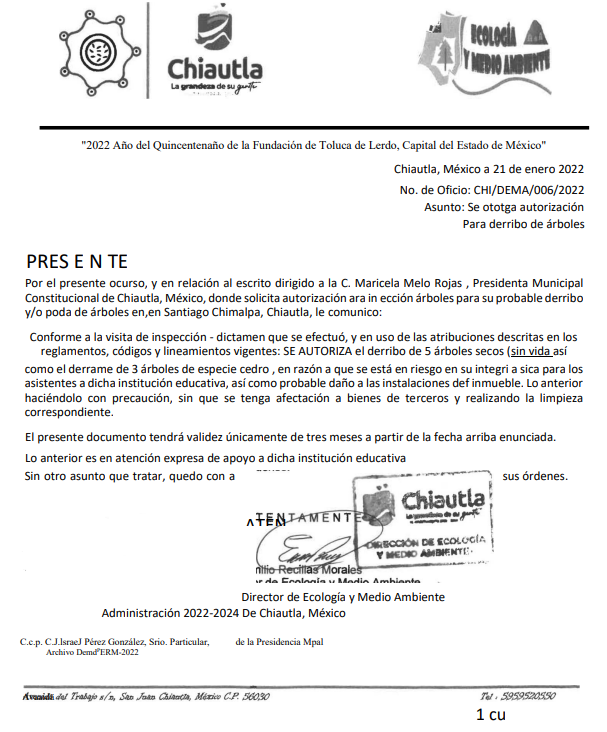 Chiautla
La grandeza de su gente
ECOLOGÍA
Y MEDIO AMBIENTE
"2022 Año del Quincentenaño de la Fundación de Toluca de Lerdo, Capital del Estado de México"
Chiautla, México a 21 de enero 2022
No. de Oficio: CHI/DEMA/006/2022
Asunto: Se ototga autorización
Para derribo de árboles
PRES E N TE
Por el presente ocurso, y en relación al escrito dirigido a la C. Maricela Melo Rojas , Presidenta Municipal
Constitucional de Chiautla, México, donde solicita autorización ara in ección árboles para su probable derribo
y/o poda de árboles en,en Santiago Chimalpa, Chiautla, le comunico:
Conforme a la visita de inspección - dictamen que se efectuó, y en uso de las atribuciones descritas en los
reglamentos, códigos y lineamientos vigentes: SE AUTORIZA el derribo de 5 árboles secos (sin vida así
como el derrame de 3 árboles de especie cedro , en razón a que se está en riesgo en su integri a sica para los
asistentes a dicha institución educativa, así como probable daño a las instalaciones def inmueble. Lo anterior
haciéndolo con precaución, sin que se tenga afectación a bienes de terceros y realizando la limpieza
correspondiente.
El presente documento tendrá validez únicamente de tres meses a partir de la fecha arriba enunciada.
Lo anterior es en atención expresa de apoyo a dicha institución educativa
Sin otro asunto que tratar, quedo con a sus órdenes.
ATENTAMENTE
Chiautla
DIRECCIÓN DE ECOLOGÍA
Y MEDIO AMBIENTE
nilio Recillas Morales
or de Ecología y Medio Ambiente
Director de Ecología y Medio Ambiente
Administración 2022-2024 De Chiautla, México
C.c.p. C.J.lsraeJ Pérez González, Srio. Particular, de la Presidencia Mpal
Archivo DemdªERM-2022
Avenida del Trabajo s/n, San Juan Chiautla, México C.P. 56030 Tel : 5959520550
1 cu